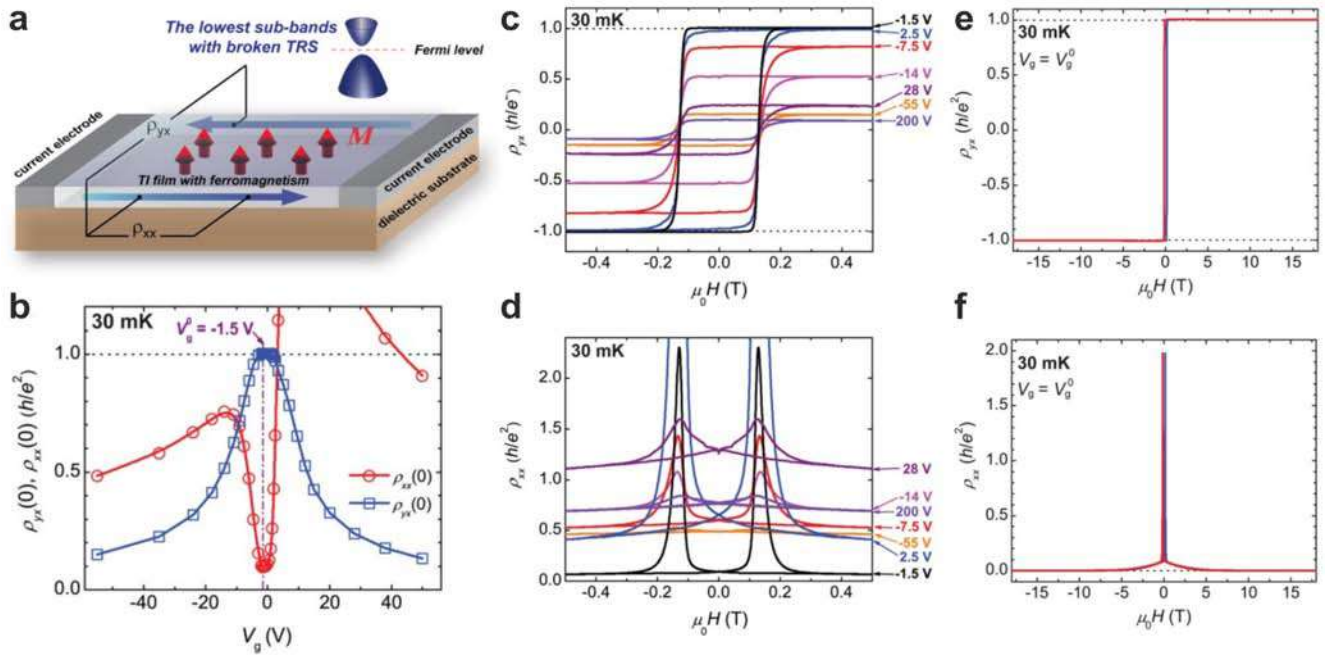 a
The lowest sub-bands
with broken TRS
Fermi level
ρyx
M
current electrode
TI film with ferromagnetism
current electrode
dielectric substrate
ρxx
b
30 mK
V⁰g = -1.5 V
ρyx(0), ρxx(0) (h/e²)
1.0
0.5
0.0
ρxx(0)
ρyx(0)
-40 -20 0 20 40
Vg (V)
c
30 mK
ρyx (h/e²)
1.0
0.5
0.0
-0.5
-1.0
-1.5 V
2.5 V
-7.5 V
-14 V
28 V
-55 V
200 V
-0.4 -0.2 0.0 0.2 0.4
μ0H (T)
d
30 mK
ρxx (h/e²)
2.0
1.5
1.0
0.5
0.0
28 V
-14 V
200 V
-7.5 V
-55 V
2.5 V
-1.5 V
-0.4 -0.2 0.0 0.2 0.4
μ0H (T)
e
30 mK
Vg = Vg⁰
ρyx (h/e²)
1.0
0.5
0.0
-0.5
-1.0
-15 -10 -5 0 5 10 15
μ0H (T)
f
30 mK
Vg = Vg⁰
ρxx (h/e²)
2.0
1.5
1.0
0.5
0.0
-15 -10 -5 0 5 10 15
μ0H (T)